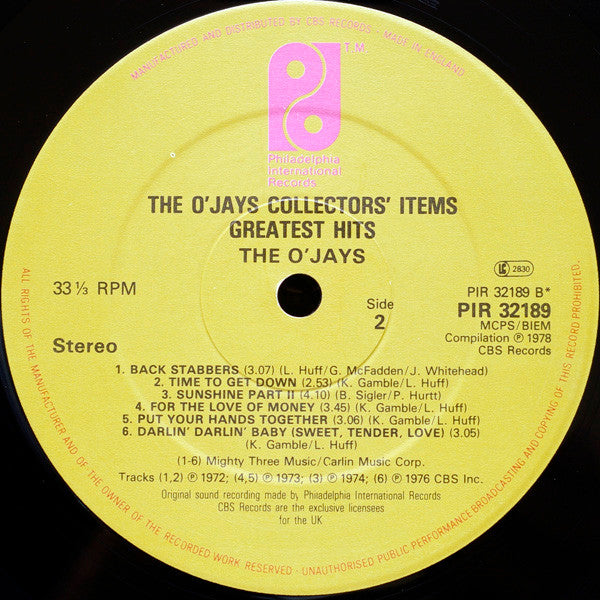 MANUFACTURED AND DISTRIBUTED BY CBS RECORDS · MADE IN ENGLAND.
T.M.
Philadelphia
International
Records
THE O'JAYS COLLECTORS' ITEMS
GREATEST HITS
THE O'JAYS
33 ⅓ RPM
Stereo
Side
2
LC 2830
PIR 32189 B*
PIR 32189
MCPS/BIEM
Compilation ℗ 1978
CBS Records
1. BACK STABBERS (3.07) (L. Huff/G. McFadden/J. Whitehead)
2. TIME TO GET DOWN (2.53) (K. Gamble/L. Huff)
3. SUNSHINE PART II (4.10) (B. Sigler/P. Hurtt)
4. FOR THE LOVE OF MONEY (3.45) (K. Gamble/L. Huff)
5. PUT YOUR HANDS TOGETHER (3.06) (K. Gamble/L. Huff)
6. DARLIN' DARLIN' BABY (SWEET, TENDER, LOVE) (3.05)
(K. Gamble/L. Huff)
(1-6) Mighty Three Music/Carlin Music Corp.
Tracks (1,2) ℗ 1972; (4,5) ℗ 1973; (3) ℗ 1974; (6) ℗ 1976 CBS Inc.
Original sound recording made by Philadelphia International Records
CBS Records are the exclusive licensees
for the UK
ALL RIGHTS OF THE MANUFACTURER AND OF THE OWNER OF THE RECORDED WORK RESERVED. · UNAUTHORISED PUBLIC PERFORMANCE BROADCASTING AND COPYING OF THIS RECORD PROHIBITED.